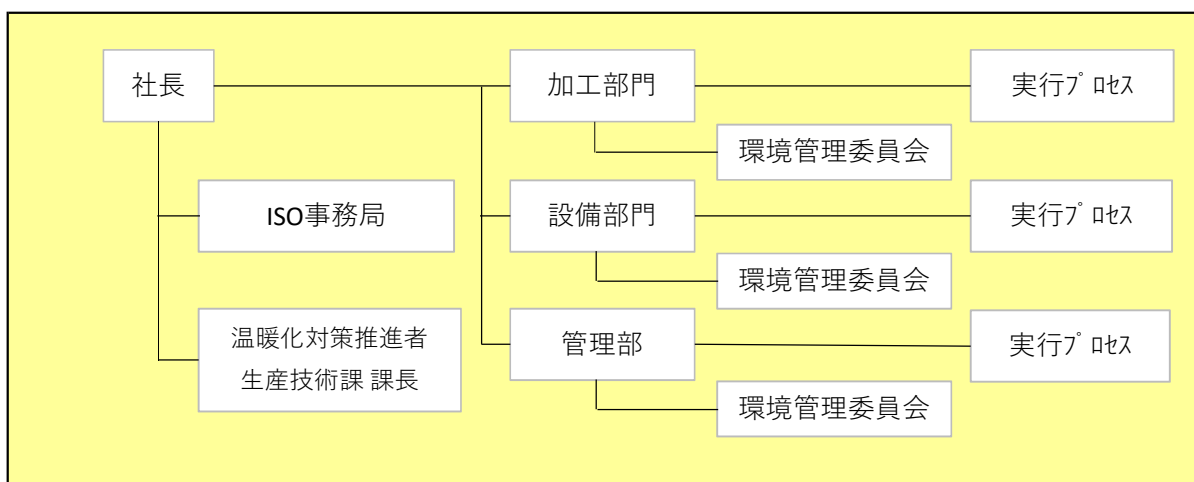 社長
加工部門
実行ﾌﾟﾛｾｽ
環境管理委員会
ISO事務局
設備部門
実行ﾌﾟﾛｾｽ
環境管理委員会
温暖化対策推進者
生産技術課 課長
管理部
実行ﾌﾟﾛｾｽ
環境管理委員会